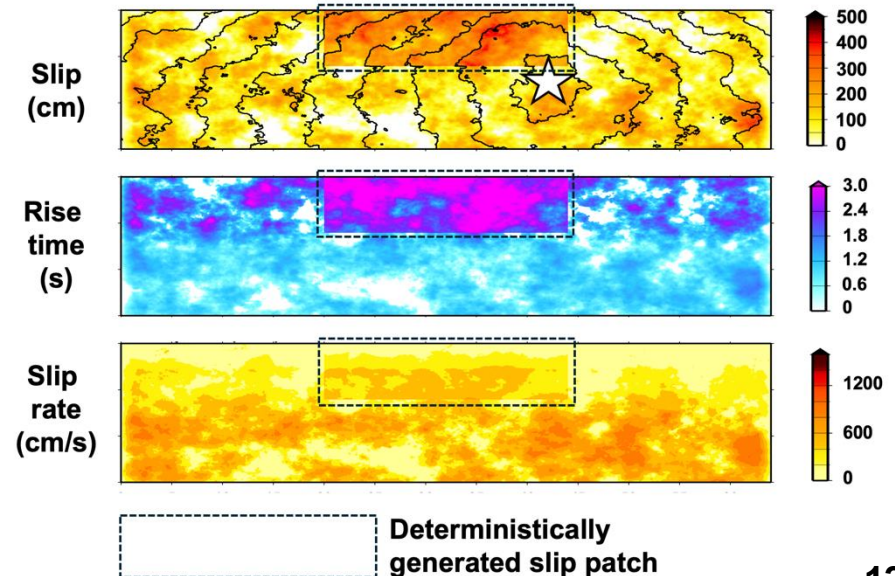 Slip
(cm)
500
400
300
200
100
0
Rise
time
(s)
3.0
2.4
1.8
1.2
0.6
0
Slip
rate
(cm/s)
1200
600
0
Deterministically
generated slip patch